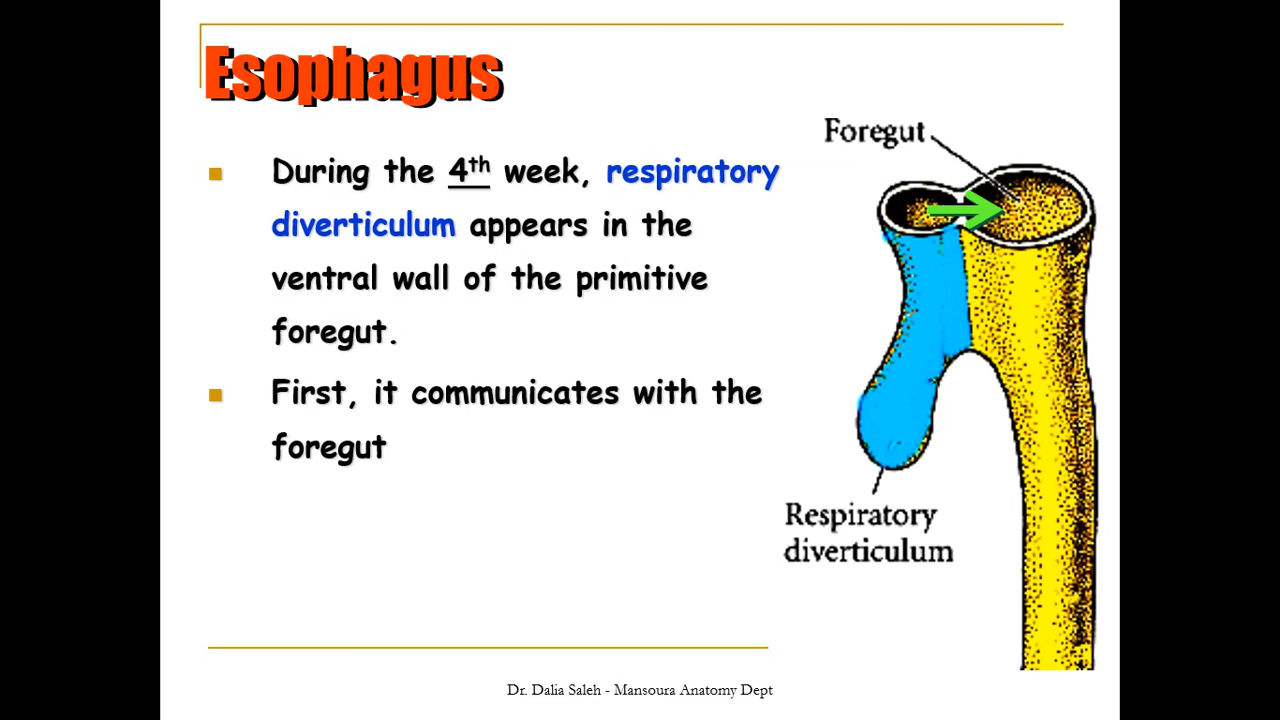 Esophagus
During the 4th week, respiratory
diverticulum appears in the
ventral wall of the primitive
foregut.
First, it communicates with the
foregut
Foregut
Respiratory
diverticulum
Dr. Dalia Saleh - Mansoura Anatomy Dept